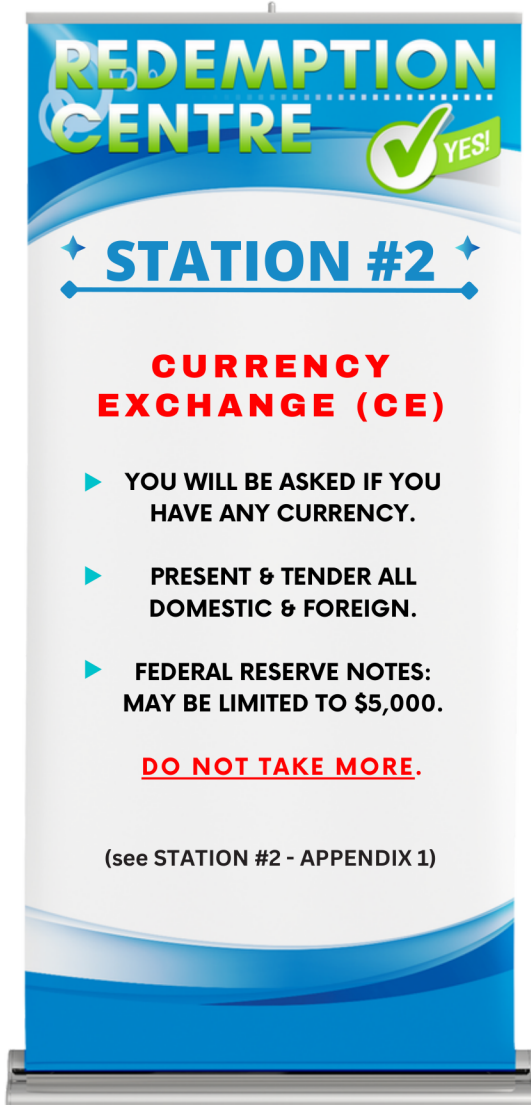 REDEMPTION
CENTRE
YES!
STATION #2
CURRENCY
EXCHANGE (CE)
YOU WILL BE ASKED IF YOU
HAVE ANY CURRENCY.
PRESENT & TENDER ALL
DOMESTIC & FOREIGN.
FEDERAL RESERVE NOTES:
MAY BE LIMITED TO $5,000.
DO NOT TAKE MORE.
(see STATION #2 - APPENDIX 1)